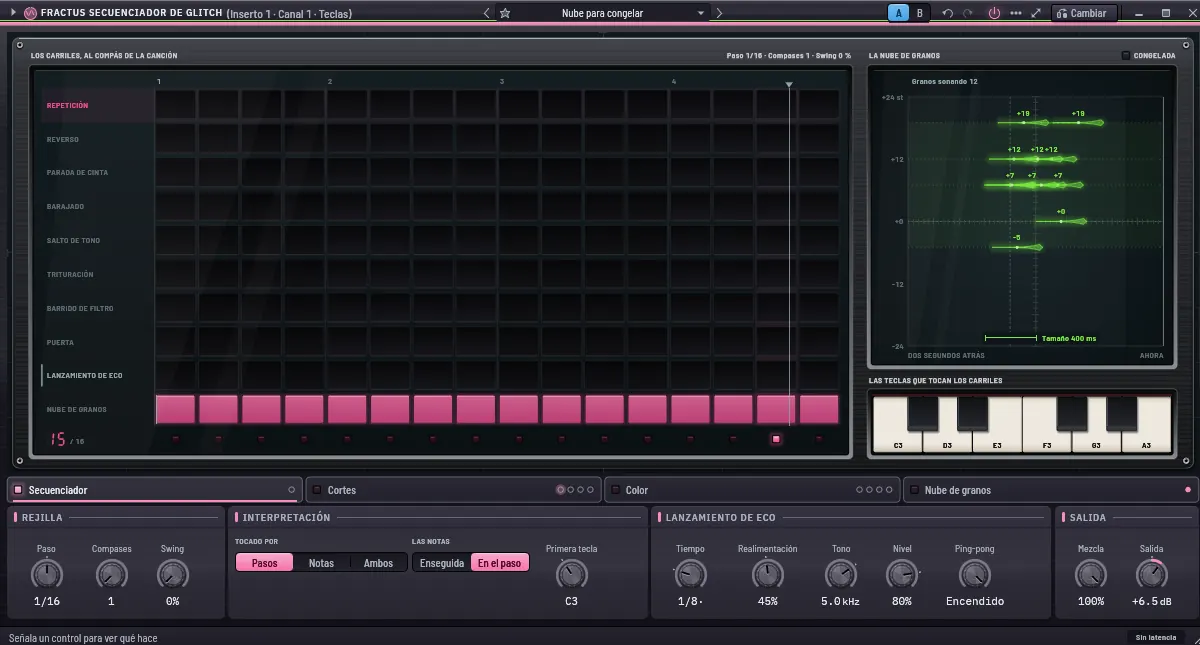 FRACTUS SECUENCIADOR DE GLITCH (Inserto 1 · Canal 1 · Teclas)
Nube para congelar
A B
Cambiar
LOS CARRILES, AL COMPÁS DE LA CANCIÓN
Paso 1/16 · Compases 1 · Swing 0 %
LA NUBE DE GRANOS
CONGELADA
1 2 3 4
Granos sonando 12
REPETICIÓN
REVERSO
PARADA DE CINTA
BARAJADO
SALTO DE TONO
TRITURACIÓN
BARRIDO DE FILTRO
PUERTA
LANZAMIENTO DE ECO
NUBE DE GRANOS
15 / 16
+24 st
+19 +19
+12
+12 +12 +12
+7 +7 +7
+0
+0
-5
-12
-24
Tamaño 400 ms
DOS SEGUNDOS ATRÁS
AHORA
LAS TECLAS QUE TOCAN LOS CARRILES
C3 D3 E3 F3 G3 A3
Secuenciador
Cortes
Color
Nube de granos
REJILLA
INTERPRETACIÓN
LANZAMIENTO DE ECO
SALIDA
Paso Compases Swing
1/16 1 0%
TOCADO POR
Pasos Notas Ambos
LAS NOTAS
Enseguida En el paso
Primera tecla
C3
Tiempo Realimentación Tono Nivel Ping-pong
1/8· 45% 5.0 kHz 80% Encendido
Mezcla Salida
100% +6.5 dB
Señala un control para ver qué hace
Sin latencia